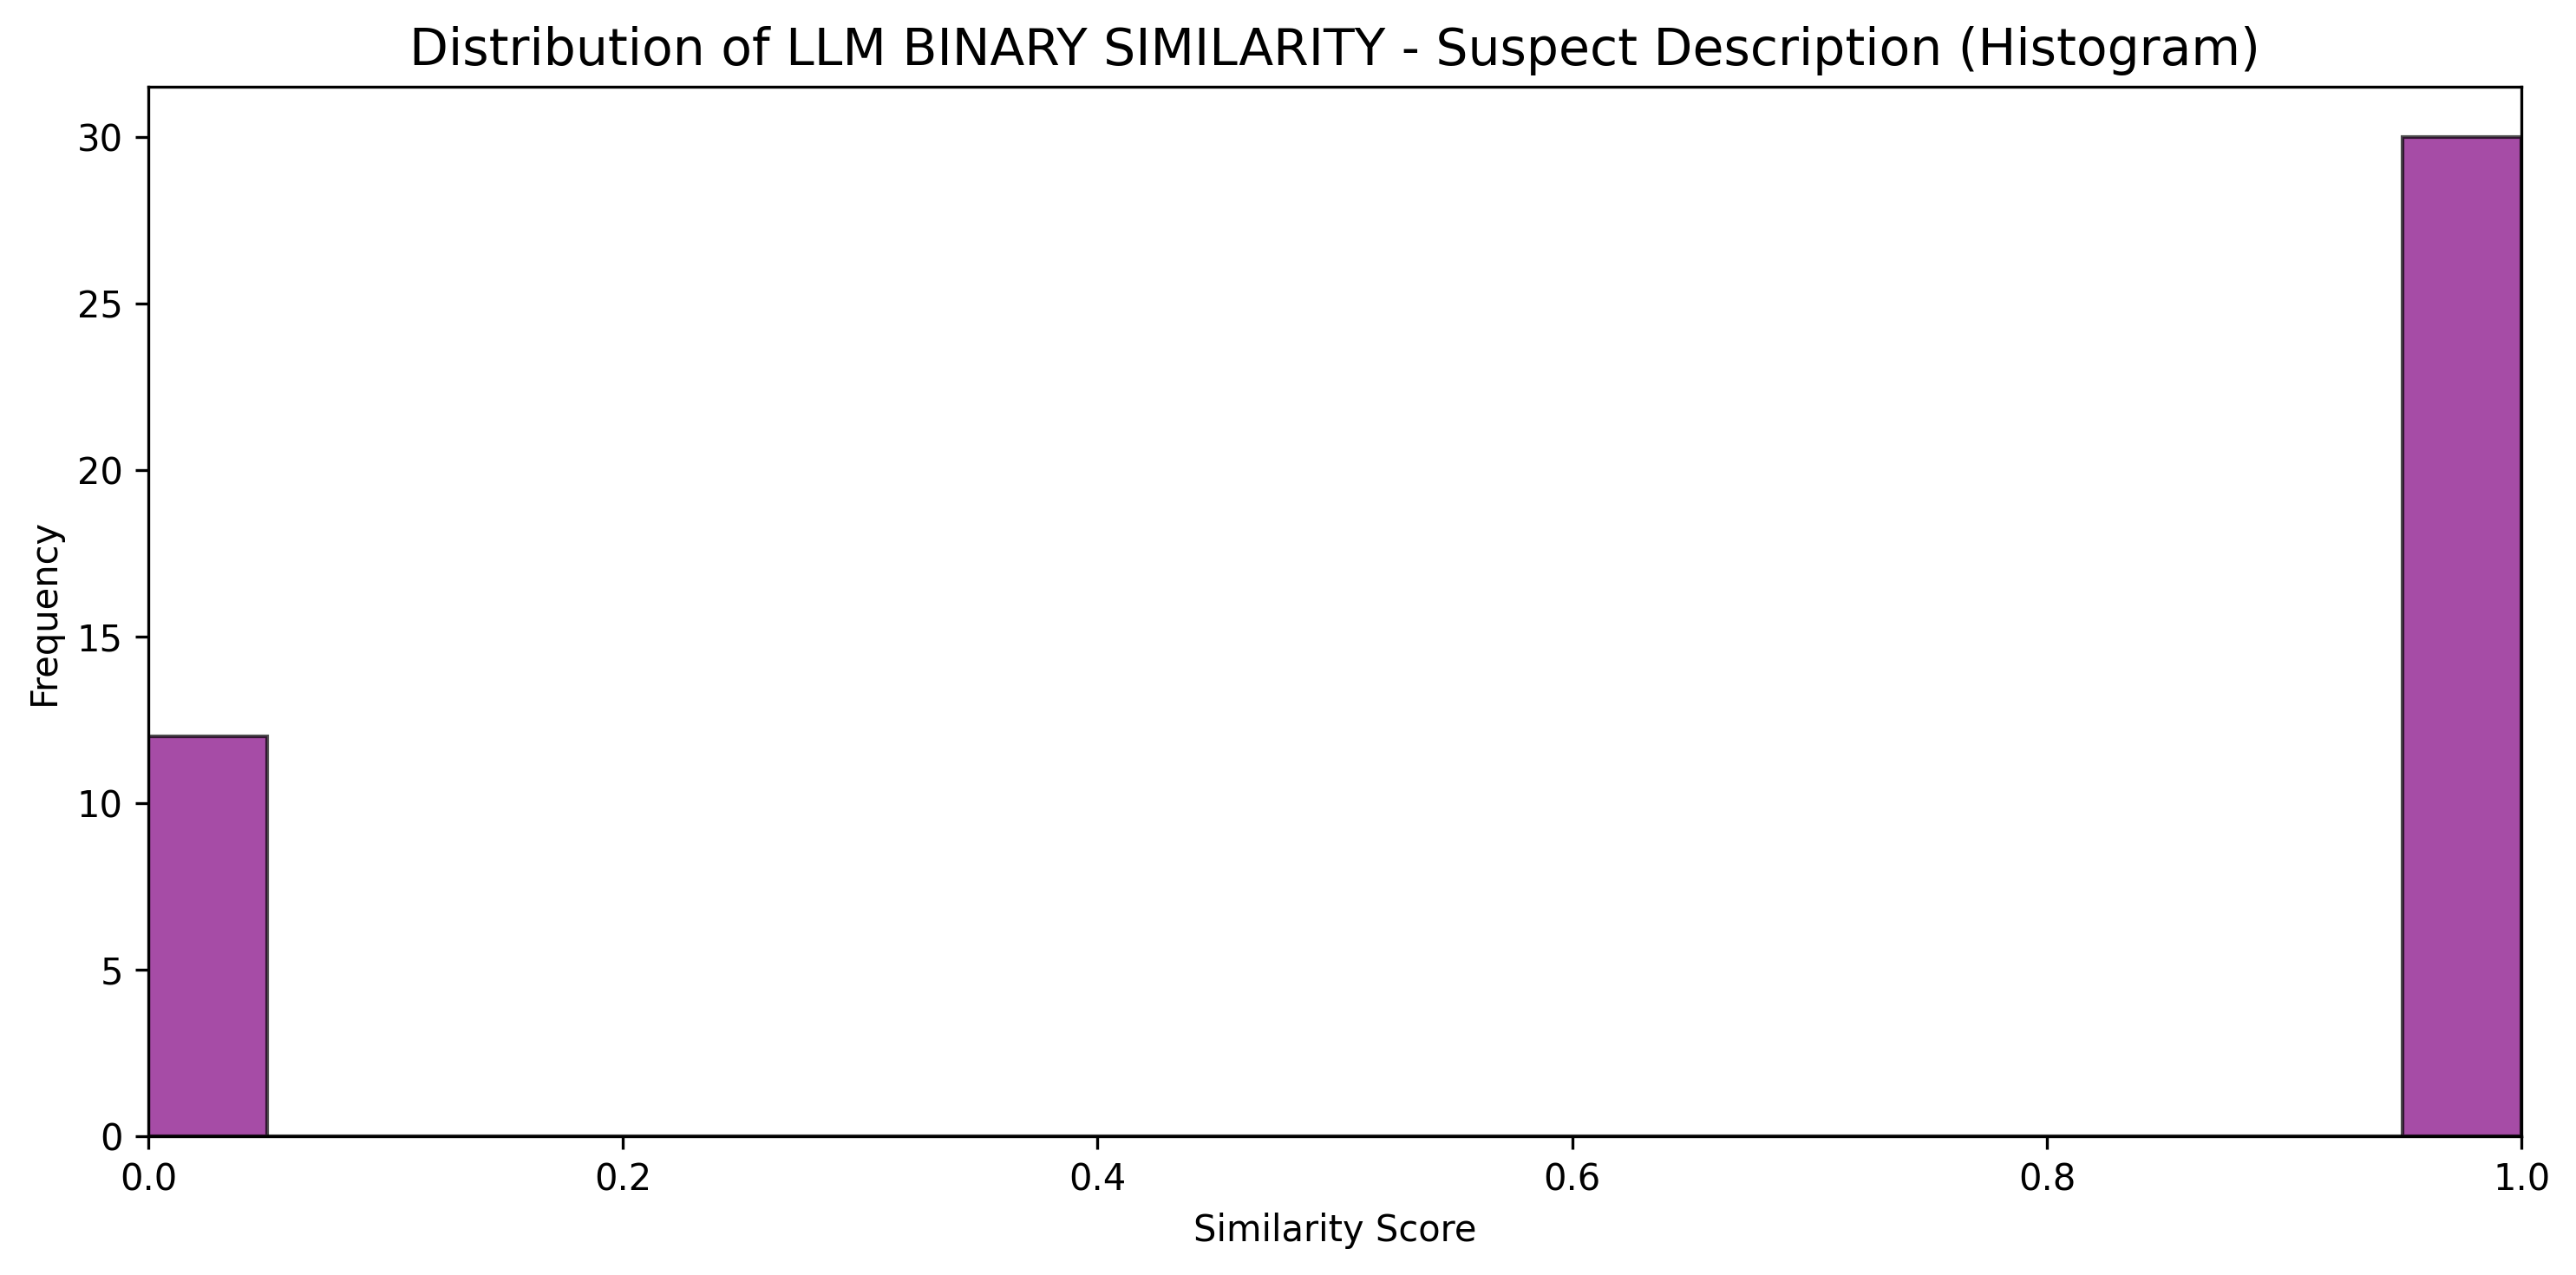 Distribution of LLM BINARY SIMILARITY - Suspect Description (Histogram)
30
25
20
15
10
5
0
Frequency
0.0 0.2 0.4 0.6 0.8 1.0
Similarity Score